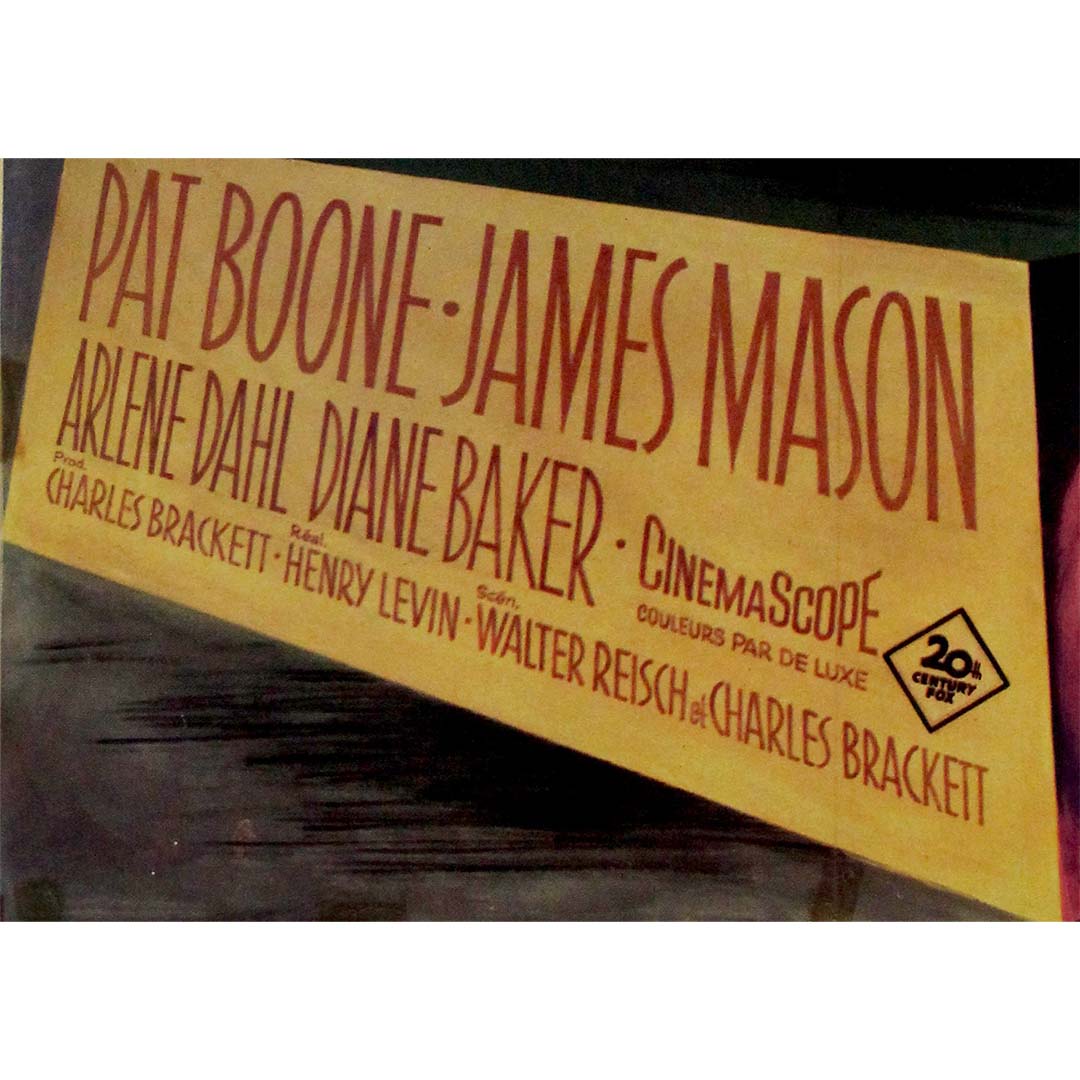 PAT BOONE · JAMES MASON
ARLENE DAHL DIANE BAKER ·
CINEMASCOPE
COULEURS PAR DE LUXE
Prod. CHARLES BRACKETT · Réal. HENRY LEVIN · Scén. WALTER REISCH et CHARLES BRACKETT
20th
CENTURY
FOX